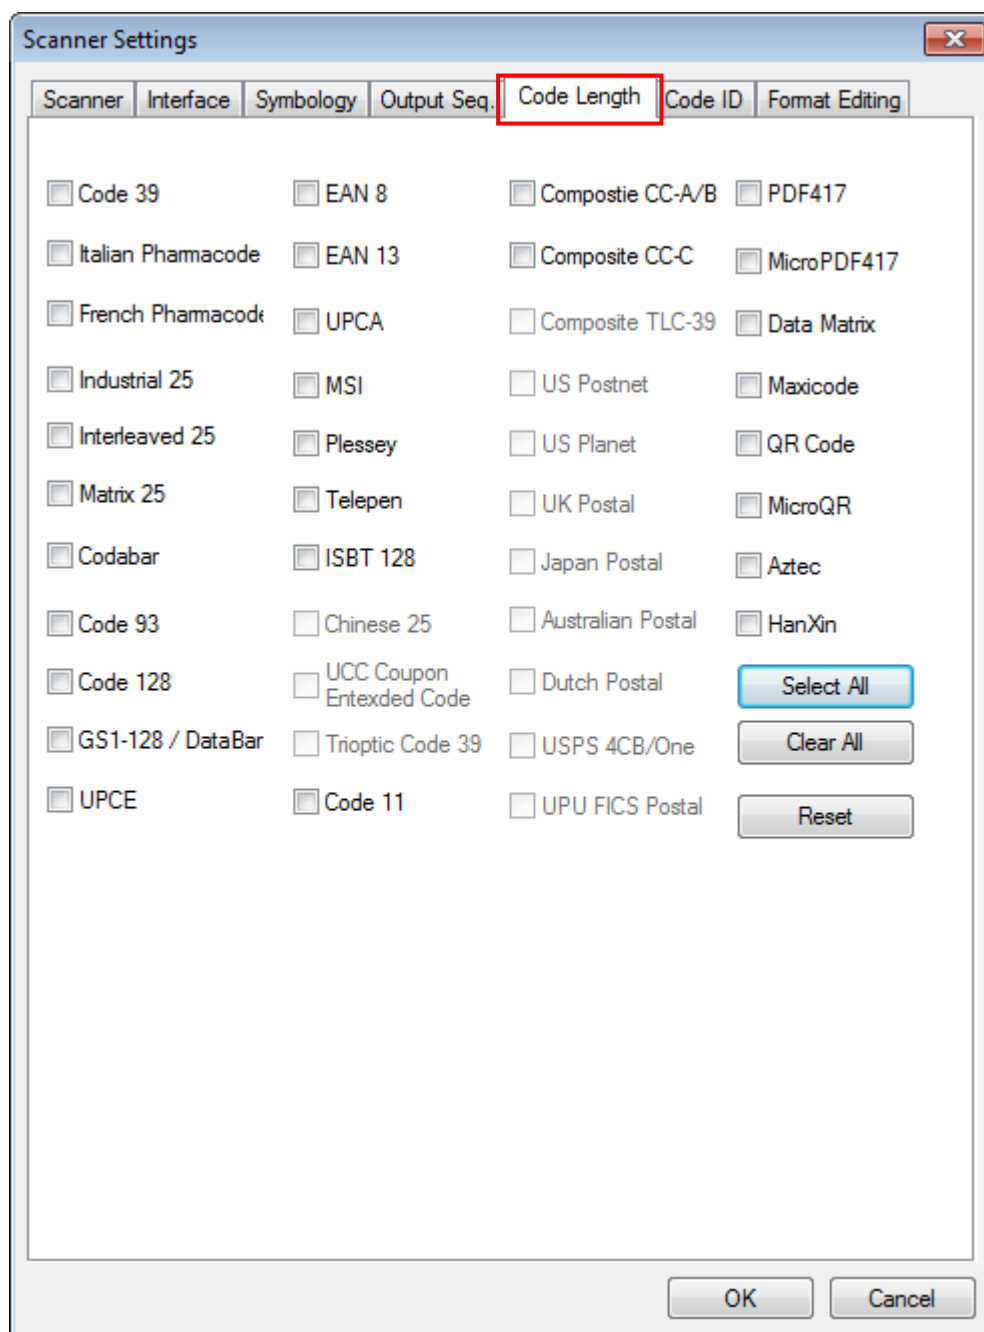 Scanner Settings
Scanner Interface Symbology Output Seq. Code Length Code ID Format Editing
Code 39
Italian Pharmacode
French Pharmacode
Industrial 25
Interleaved 25
Matrix 25
Codabar
Code 93
Code 128
GS1-128 / DataBar
UPCE
EAN 8
EAN 13
UPCA
MSI
Plessey
Telepen
ISBT 128
Chinese 25
UCC Coupon
Entexded Code
Trioptic Code 39
Code 11
Compostie CC-A/B
Composite CC-C
Composite TLC-39
US Postnet
US Planet
UK Postal
Japan Postal
Australian Postal
Dutch Postal
USPS 4CB/One
UPU FICS Postal
PDF417
MicroPDF417
Data Matrix
Maxicode
QR Code
MicroQR
Aztec
HanXin
Select All
Clear All
Reset
OK Cancel